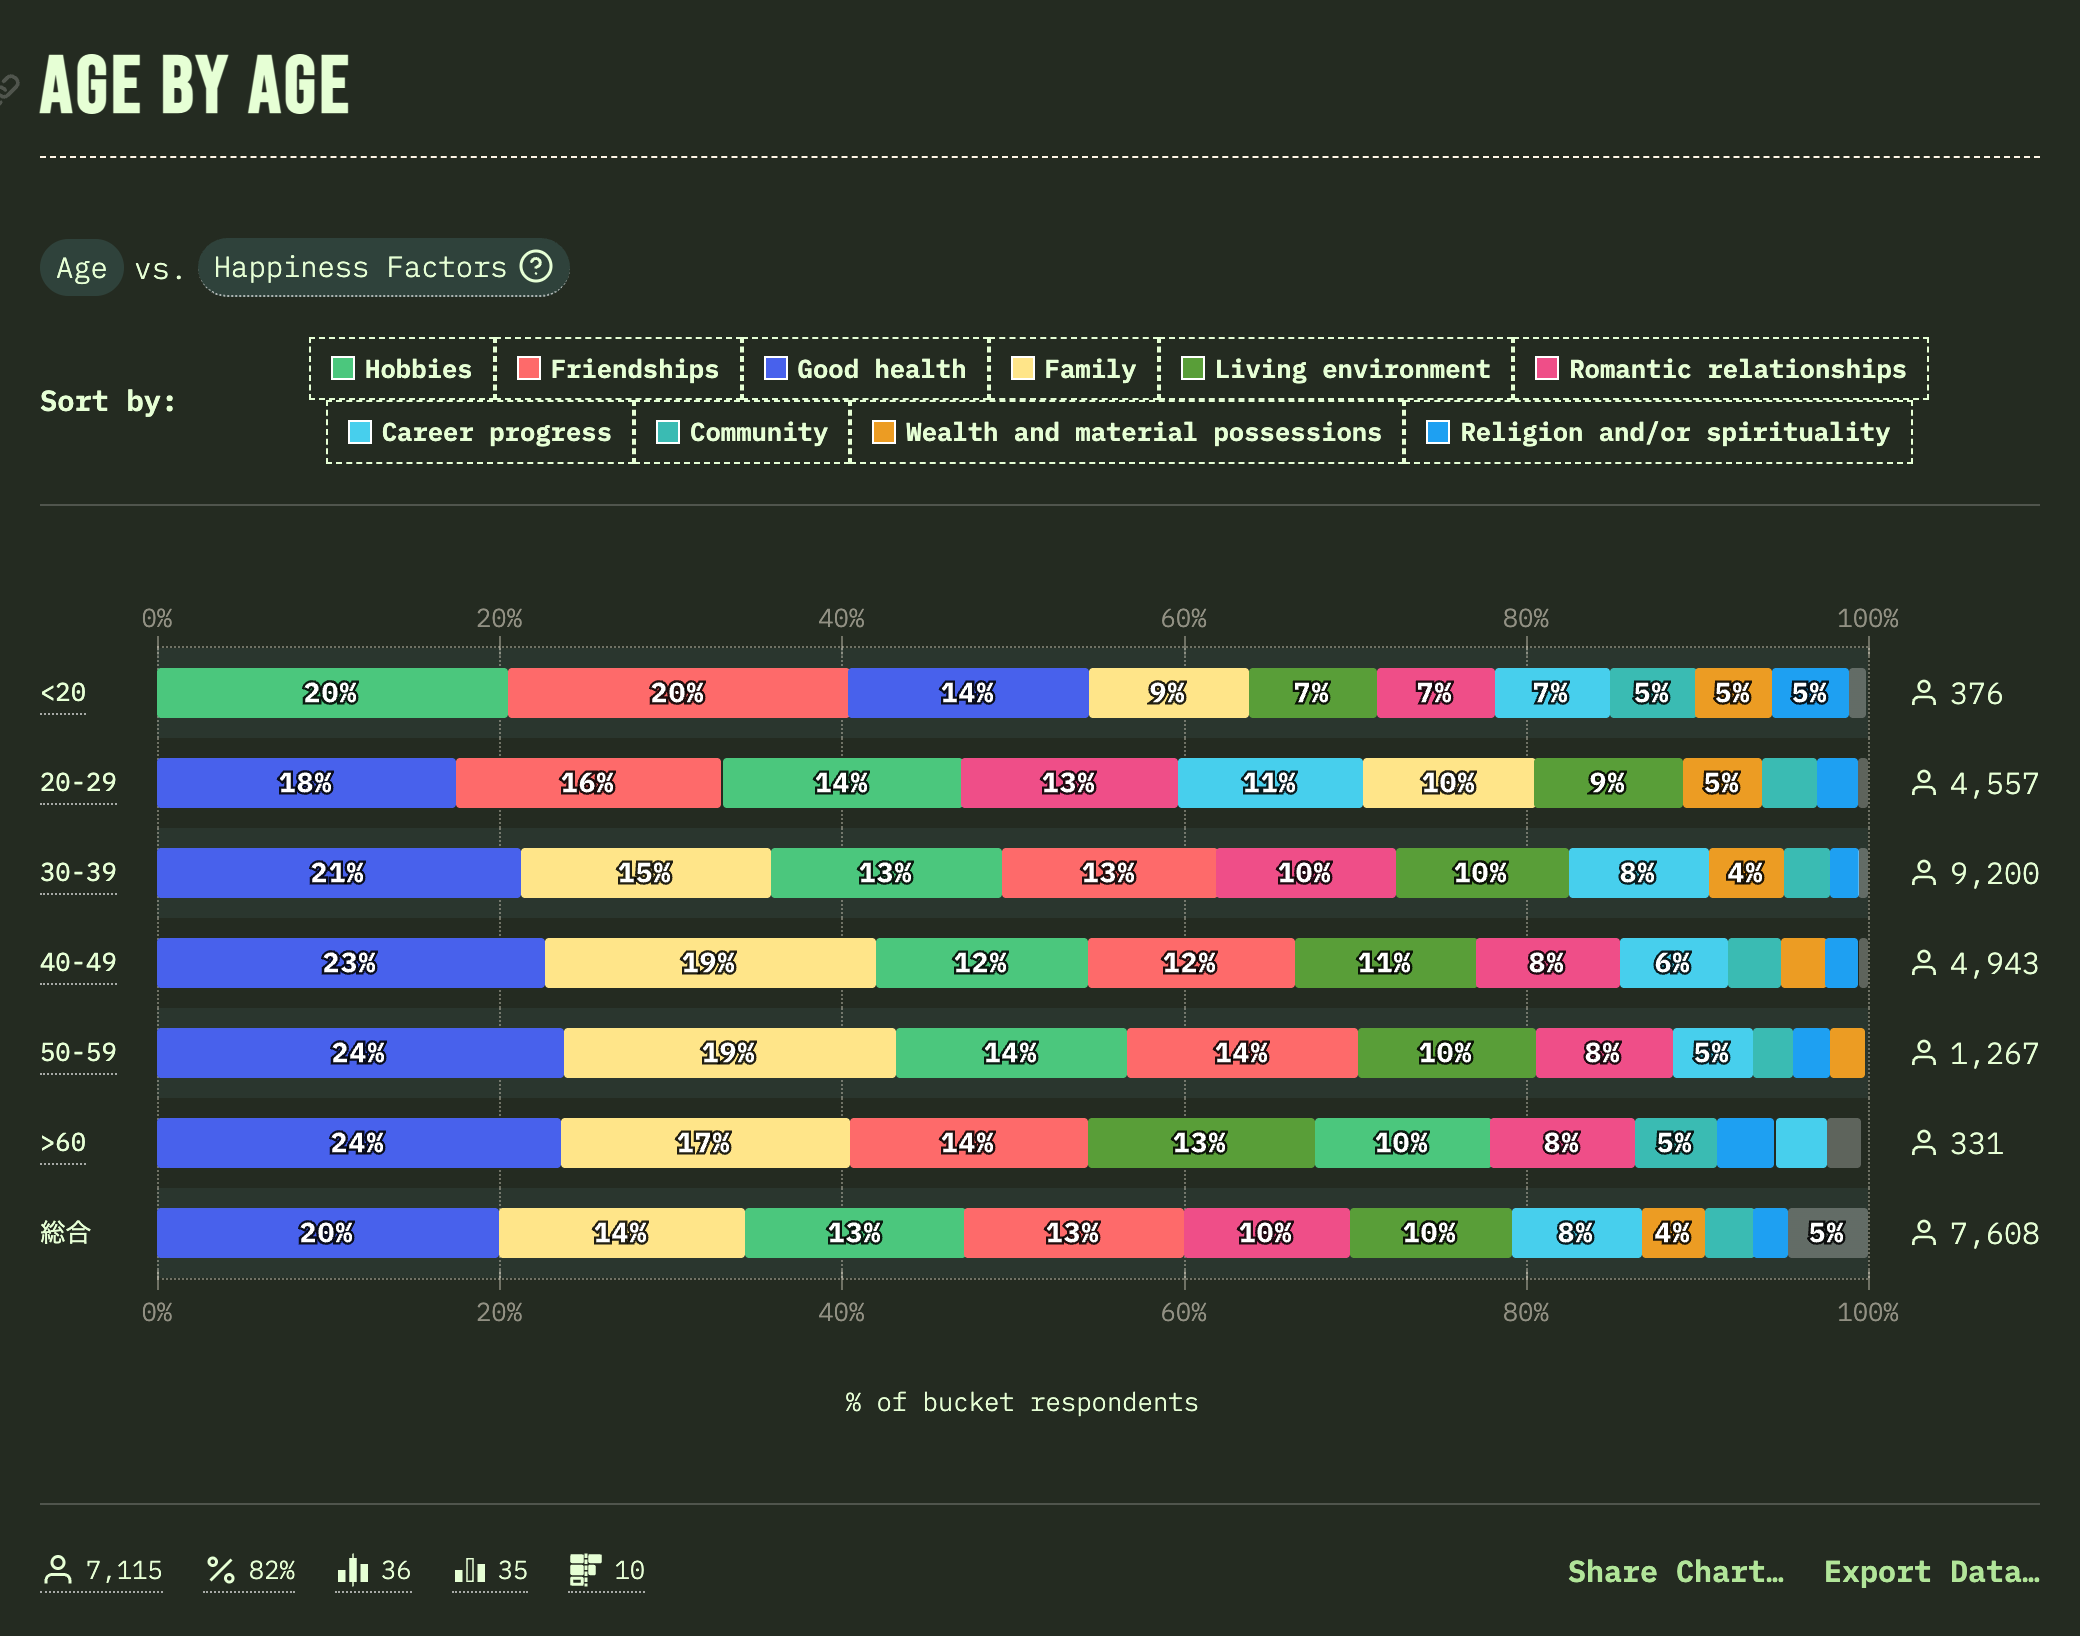 AGE BY AGE
Age vs. Happiness Factors ?
Hobbies Friendships Good health Family Living environment Romantic relationships
Sort by:
Career progress Community Wealth and material possessions Religion and/or spirituality
0% 20% 40% 60% 80% 100%
<20 20% 20% 14% 9% 7% 7% 7% 5% 5% 5% 376
20-29 18% 16% 14% 13% 11% 10% 9% 5% 4,557
30-39 21% 15% 13% 13% 10% 10% 8% 4% 9,200
40-49 23% 19% 12% 12% 11% 8% 6% 4,943
50-59 24% 19% 14% 14% 10% 8% 5% 1,267
>60 24% 17% 14% 13% 10% 8% 5% 331
総合 20% 14% 13% 13% 10% 10% 8% 4% 5% 7,608
0% 20% 40% 60% 80% 100%
% of bucket respondents
7,115 82% 36 35 10 Share Chart… Export Data…